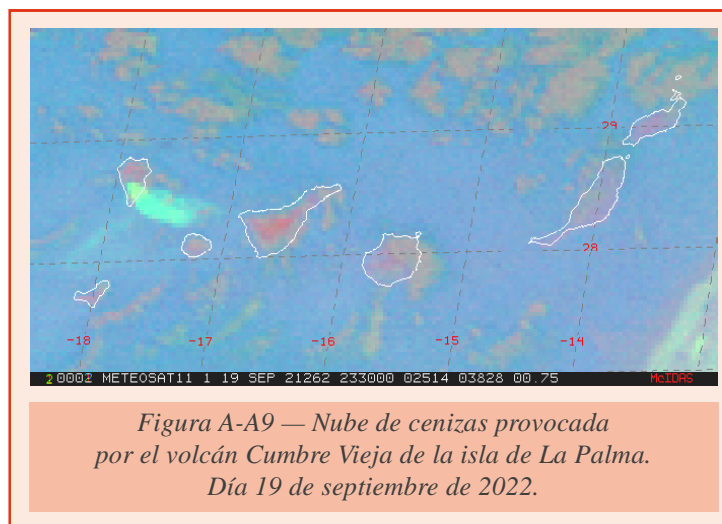 29
28
-18 -17 -16 -15 -14
2 0002 METEOSAT11 1 19 SEP 21262 233000 02514 03828 00.75 McIDAS
Figura A-A9 — Nube de cenizas provocada
por el volcán Cumbre Vieja de la isla de La Palma.
Día 19 de septiembre de 2022.